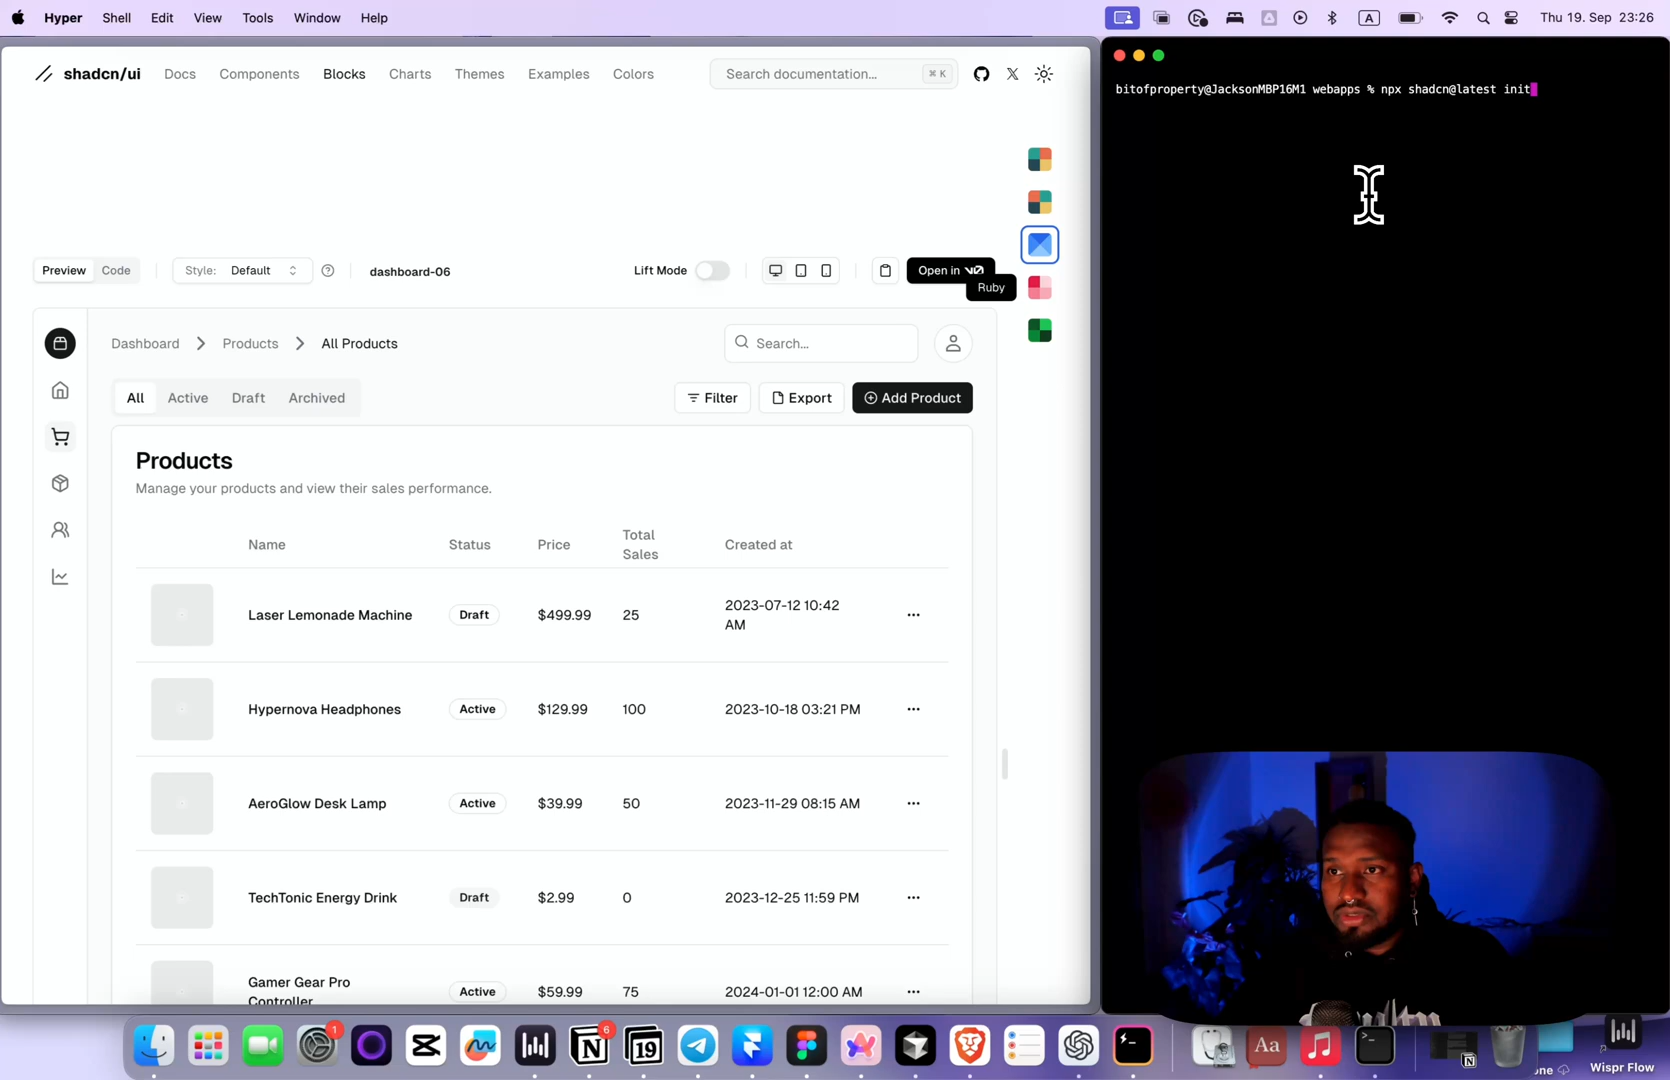 Hyper Shell Edit View Tools Window Help
A Thu 19. Sep 23:26
shadcn/ui Docs Components Blocks Charts Themes Examples Colors Search documentation... ⌘ K
bitofproperty@JacksonMBP16M1 webapps % npx shadcn@latest init
Preview Code Style: Default dashboard-06 Lift Mode Open in v0
Ruby
Dashboard Products All Products Search...
All Active Draft Archived Filter Export Add Product
Products
Manage your products and view their sales performance.
Name Status Price Total Sales Created at
Laser Lemonade Machine Draft $499.99 25 2023-07-12 10:42 AM
Hypernova Headphones Active $129.99 100 2023-10-18 03:21 PM
AeroGlow Desk Lamp Active $39.99 50 2023-11-29 08:15 AM
TechTonic Energy Drink Draft $2.99 0 2023-12-25 11:59 PM
Gamer Gear Pro Controller Active $59.99 75 2024-01-01 12:00 AM
1 6 19 Aa
Wispr Flow